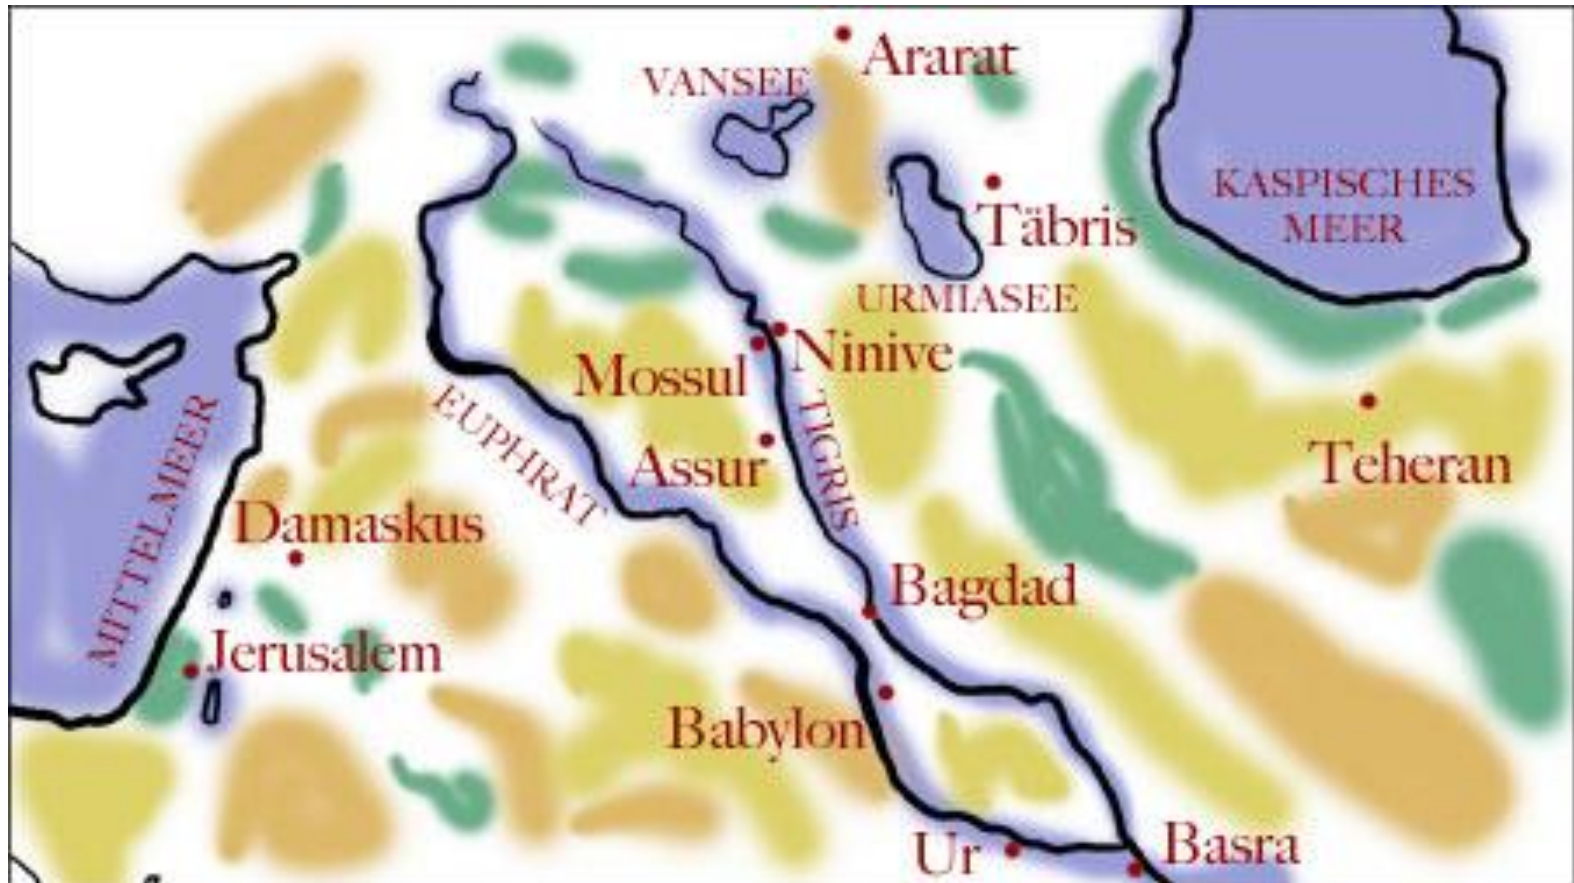 Ararat
VANSEE
KASPISCHES
MEER
Täbris
URMIASEE
Ninive
Mossul
EUPHRAT
TIGRIS
MITTELMEER
Assur
Teheran
Damaskus
Bagdad
Jerusalem
Babylon
Ur
Basra